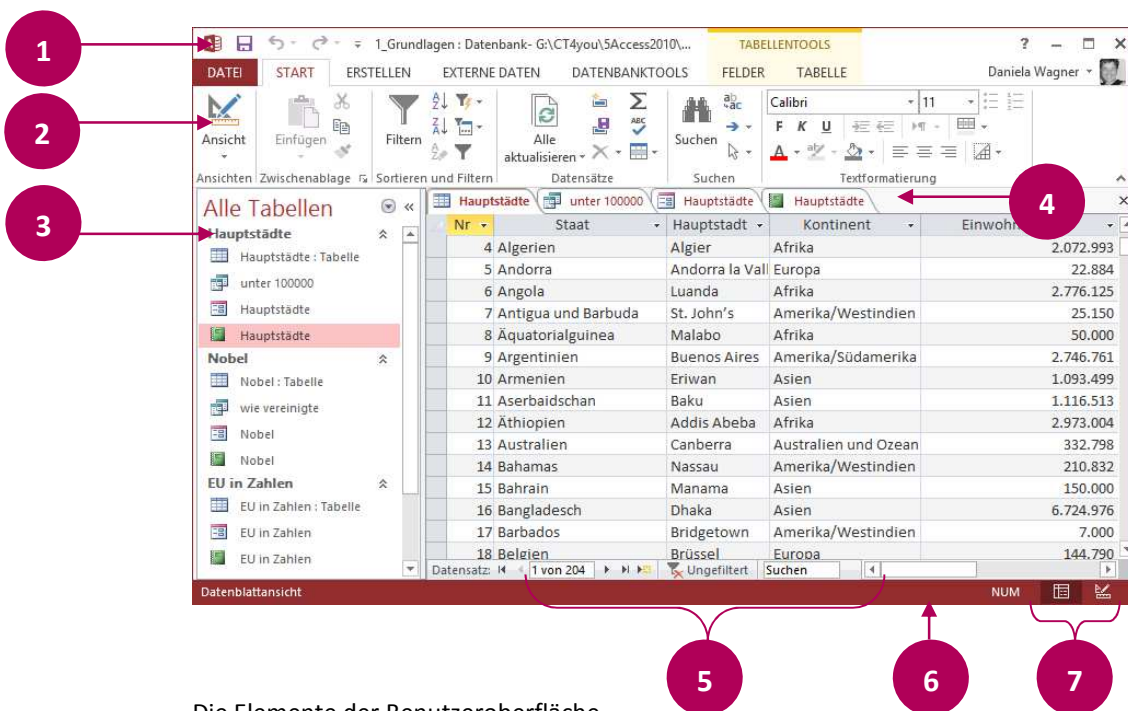 1
1_Grundlagen : Datenbank- G:\CT4you\5Access2010\... TABELLENTOOLS
DATEI START ERSTELLEN EXTERNE DATEN DATENBANKTOOLS FELDER TABELLE Daniela Wagner
2
Ansicht Einfügen Filtern Alle aktualisieren Suchen Calibri 11
F K U
Ansichten Zwischenablage Sortieren und Filtern Datensätze Suchen Textformatierung
3
Alle Tabellen
Hauptstädte
Hauptstädte : Tabelle
unter 100000
Hauptstädte
Hauptstädte
Nobel
Nobel : Tabelle
wie vereinigte
Nobel
Nobel
EU in Zahlen
EU in Zahlen : Tabelle
EU in Zahlen
EU in Zahlen
Hauptstädte unter 100000 Hauptstädte Hauptstädte
4
Nr Staat Hauptstadt Kontinent Einwohn
4 Algerien Algier Afrika 2.072.993
5 Andorra Andorra la Vall Europa 22.884
6 Angola Luanda Afrika 2.776.125
7 Antigua und Barbuda St. John's Amerika/Westindien 25.150
8 Äquatorialguinea Malabo Afrika 50.000
9 Argentinien Buenos Aires Amerika/Südamerika 2.746.761
10 Armenien Eriwan Asien 1.093.499
11 Aserbaidschan Baku Asien 1.116.513
12 Äthiopien Addis Abeba Afrika 2.973.004
13 Australien Canberra Australien und Ozean 332.798
14 Bahamas Nassau Amerika/Westindien 210.832
15 Bahrain Manama Asien 150.000
16 Bangladesch Dhaka Asien 6.724.976
17 Barbados Bridgetown Amerika/Westindien 7.000
18 Belgien Brüssel Europa 144.790
Datensatz: 1 von 204 Ungefiltert Suchen
Datenblattansicht NUM
5 6 7
Die Elemente der Benutzeroberfläche